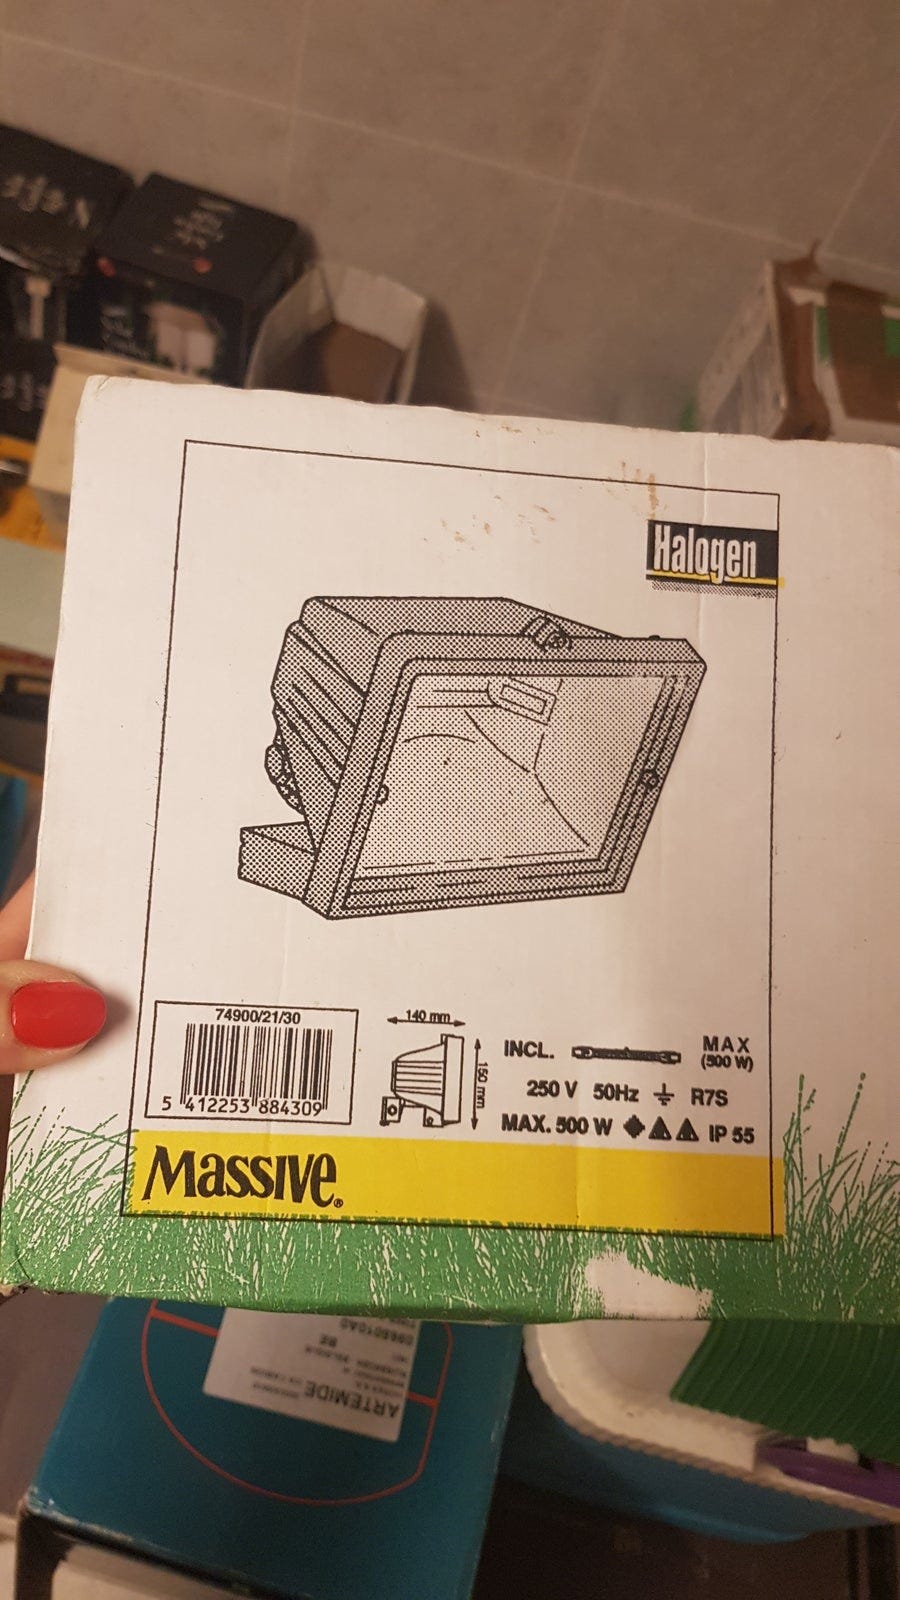 Halogen
74900/21/30
5 412253 884309
140 mm
150 mm
INCL. MAX
(500 W)
250 V 50Hz R7S
MAX. 500 W IP 55
Massive®
ARTEMIDE